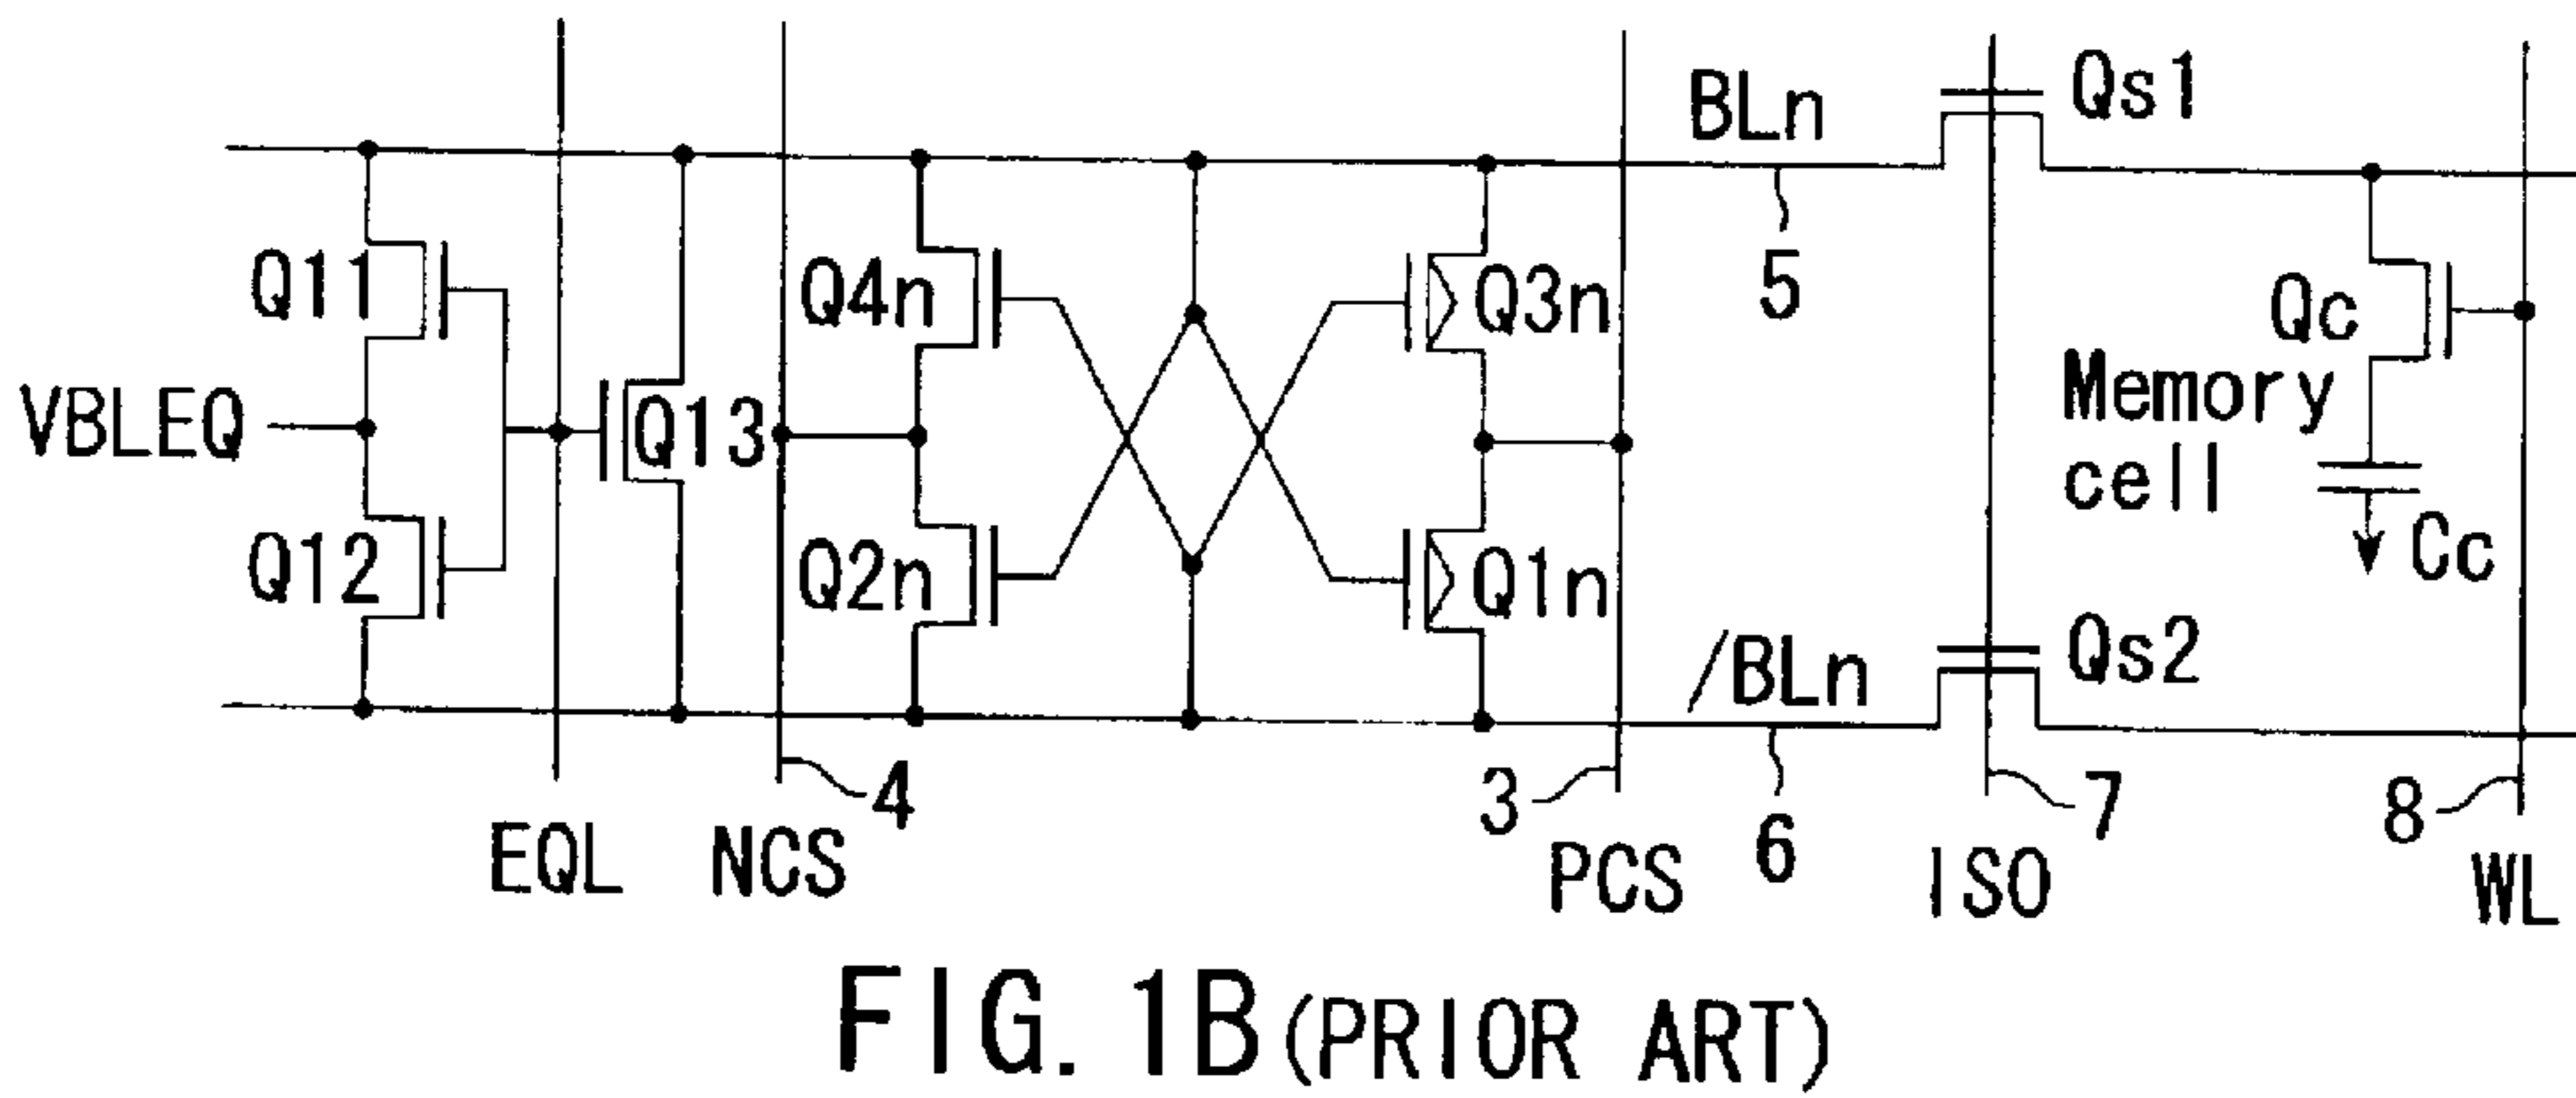 BLn
Qs1
5
Q11
Q4n
Q3n
Qc
VBLEQ
Q13
Memory
cell
Q12
Q2n
Q1n
Cc
/BLn
Qs2
4
3
6
7
8
EQL
NCS
PCS
ISO
WL
FIG. 1B (PRIOR ART)